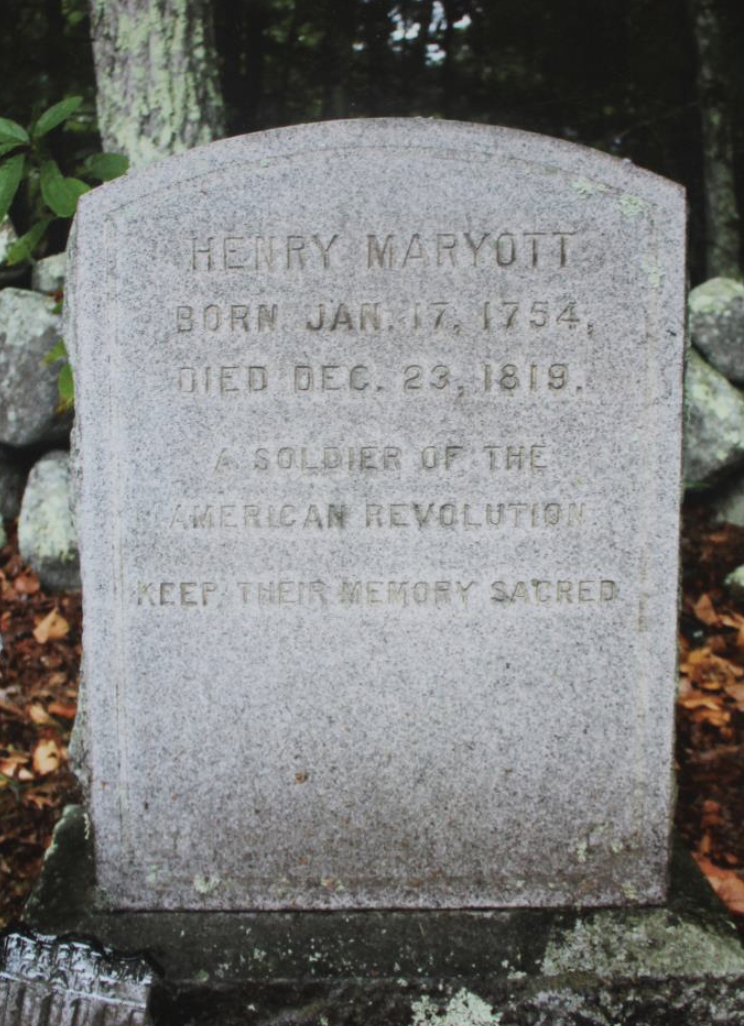 HENRY MARYOTT
BORN JAN. 17, 1754,
DIED DEC. 23, 1819.
A SOLDIER OF THE
AMERICAN REVOLUTION.
KEEP THEIR MEMORY SACRED